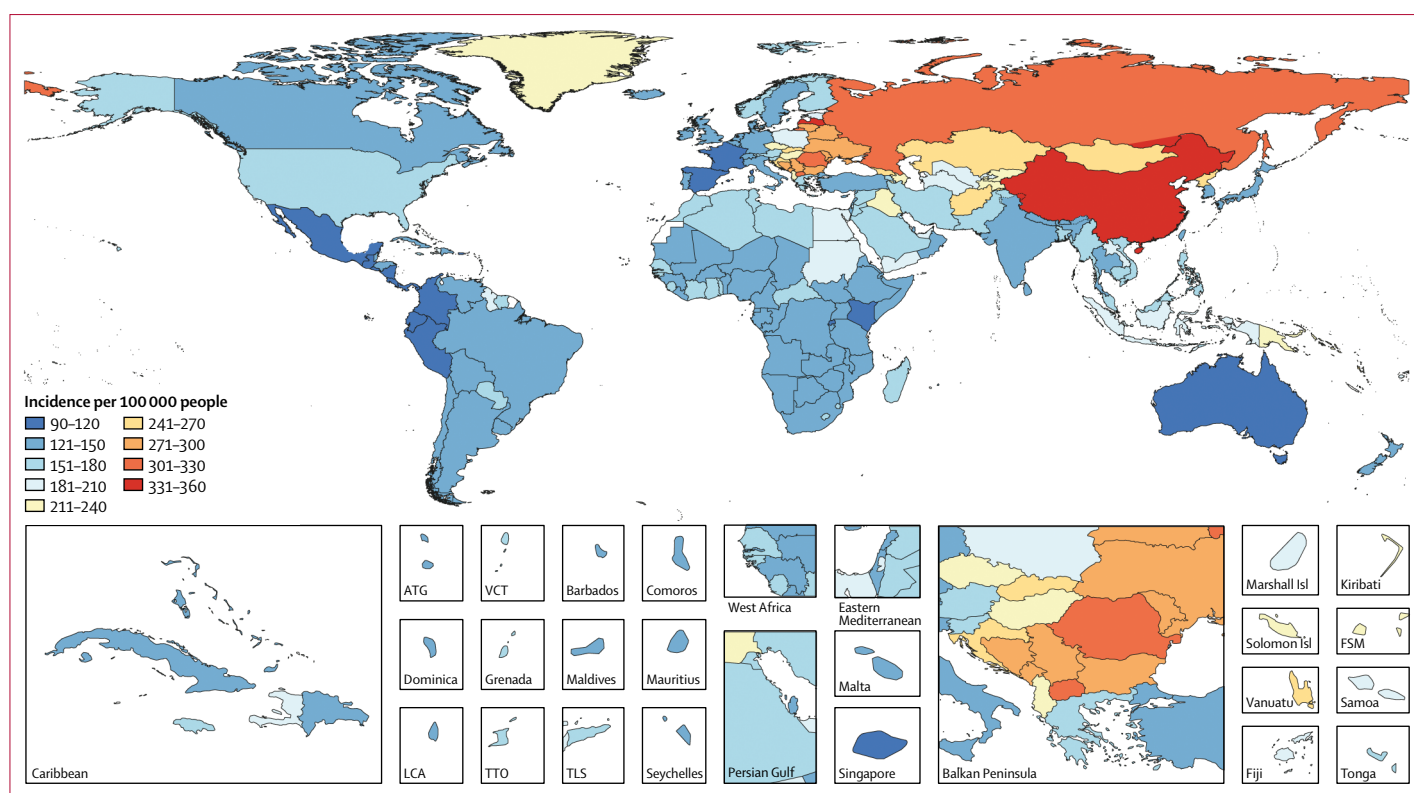 Incidence per 100 000 people
90–120
121–150
151–180
181–210
211–240
241–270
271–300
301–330
331–360
Caribbean
ATG
VCT
Barbados
Comoros
Dominica
Grenada
Maldives
Mauritius
LCA
TTO
TLS
Seychelles
West Africa
Eastern
Mediterranean
Persian Gulf
Malta
Singapore
Balkan Peninsula
Marshall Isl
Kiribati
Solomon Isl
FSM
Vanuatu
Samoa
Fiji
Tonga